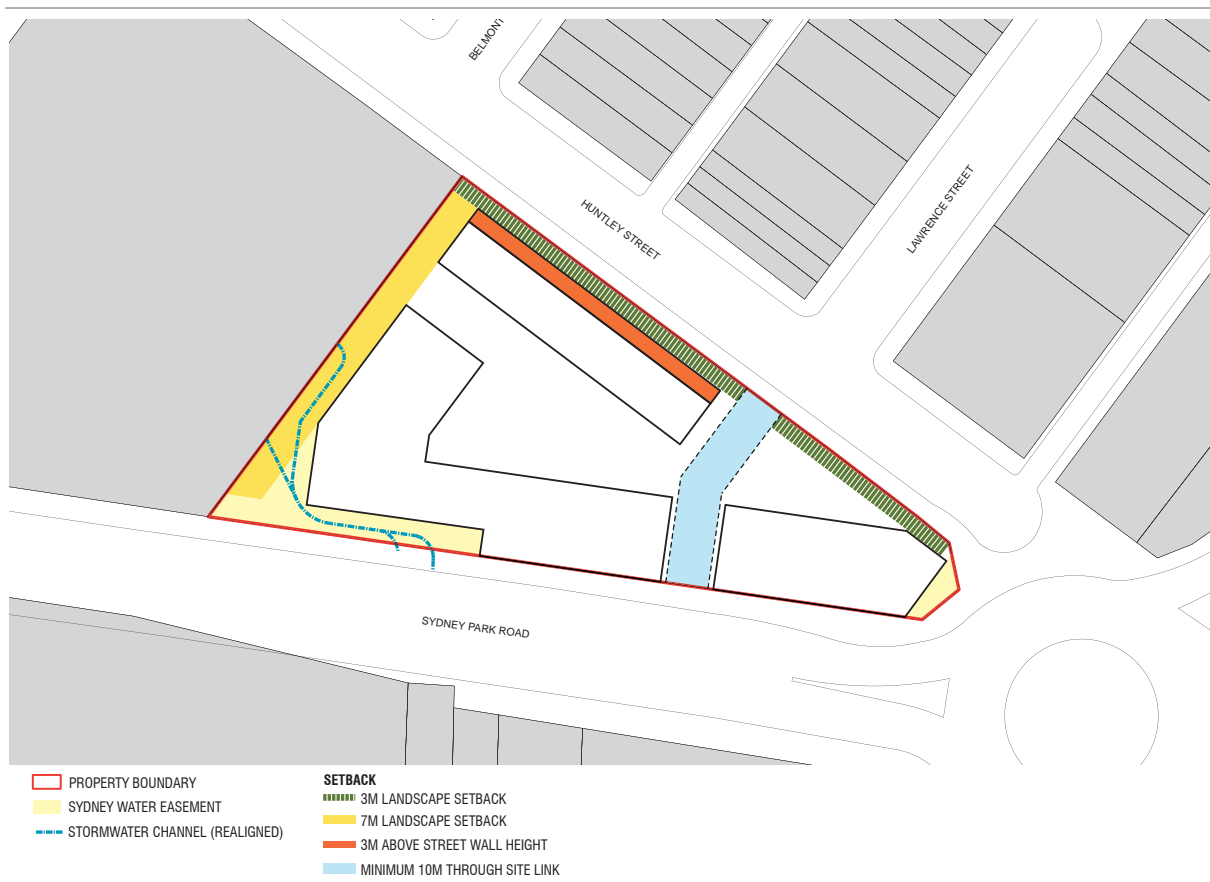 BELMONT
HUNTLEY STREET
LAWRENCE STREET
SYDNEY PARK ROAD
PROPERTY BOUNDARY
SYDNEY WATER EASEMENT
STORMWATER CHANNEL (REALIGNED)
SETBACK
3M LANDSCAPE SETBACK
7M LANDSCAPE SETBACK
3M ABOVE STREET WALL HEIGHT
MINIMUM 10M THROUGH SITE LINK